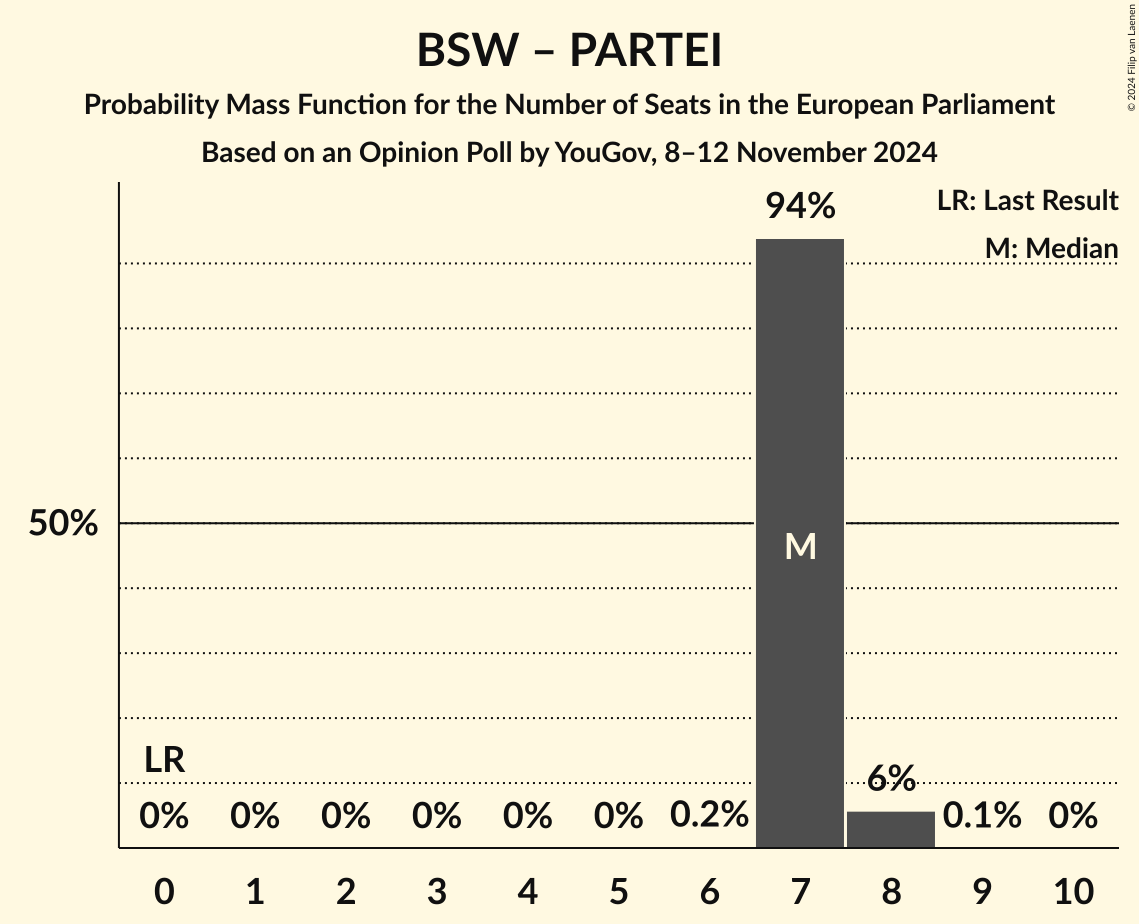 BSW – PARTEI
Probability Mass Function for the Number of Seats in the European Parliament
Based on an Opinion Poll by YouGov, 8–12 November 2024
© 2024 Filip van Laenen
LR: Last Result
M: Median
94%
50%
M
LR
0% 0% 0% 0% 0% 0% 0.2% 6% 0.1% 0%
0 1 2 3 4 5 6 7 8 9 10